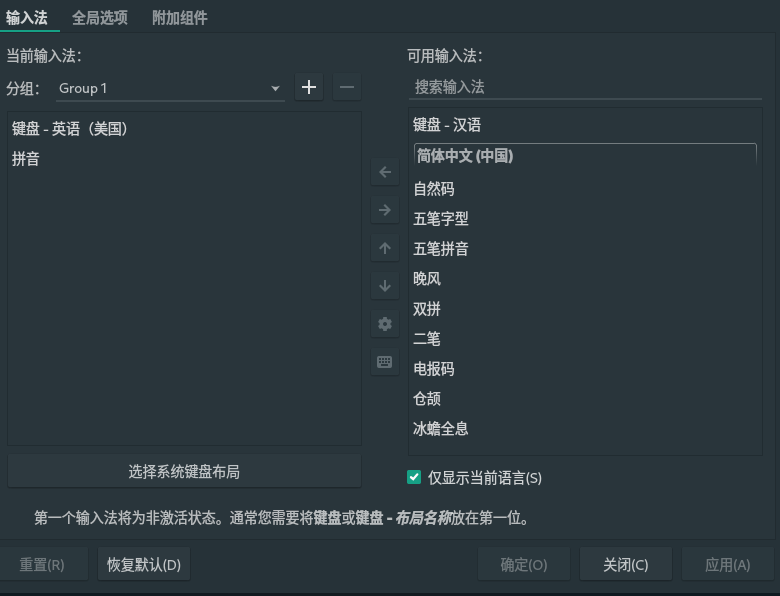 输入法 全局选项 附加组件
当前输入法：
分组： Group 1
键盘 - 英语（美国）
拼音
选择系统键盘布局
可用输入法：
搜索输入法
键盘 - 汉语
简体中文 (中国)
自然码
五笔字型
五笔拼音
晚风
双拼
二笔
电报码
仓颉
冰蟾全息
仅显示当前语言(S)
第一个输入法将为非激活状态。通常您需要将键盘或键盘 - 布局名称放在第一位。
重置(R) 恢复默认(D) 确定(O) 关闭(C) 应用(A)